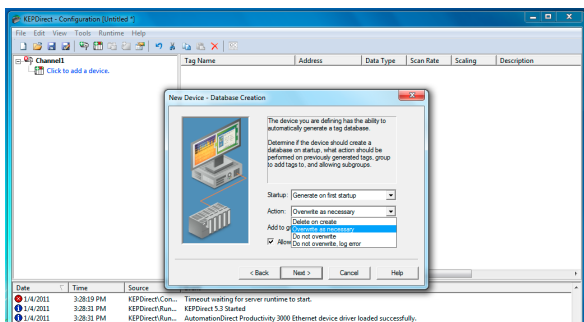 KEPDirect - Configuration [Untitled *]
File Edit View Tools Runtime Help
Channel1
Click to add a device.
Tag Name Address Data Type Scan Rate Scaling Description
New Device - Database Creation
The device you are defining has the ability to
automatically generate a tag database.
Determine if the device should create a
database on startup, what action should be
performed on previously generated tags, group
to add tags to, and allowing subgroups.
Startup: Generate on first startup
Action: Overwrite as necessary
Delete on create
Add to gr Overwrite as necessary
Do not overwrite
Allow Do not overwrite, log error
< Back Next > Cancel Help
Date Time Source
1/4/2011 3:28:19 PM KEPDirect\Con... Timeout waiting for server runtime to start.
1/4/2011 3:28:31 PM KEPDirect\Run... KEPDirect 5.3 Started
1/4/2011 3:28:31 PM KEPDirect\Run... AutomationDirect Productivity 3000 Ethernet device driver loaded successfully.